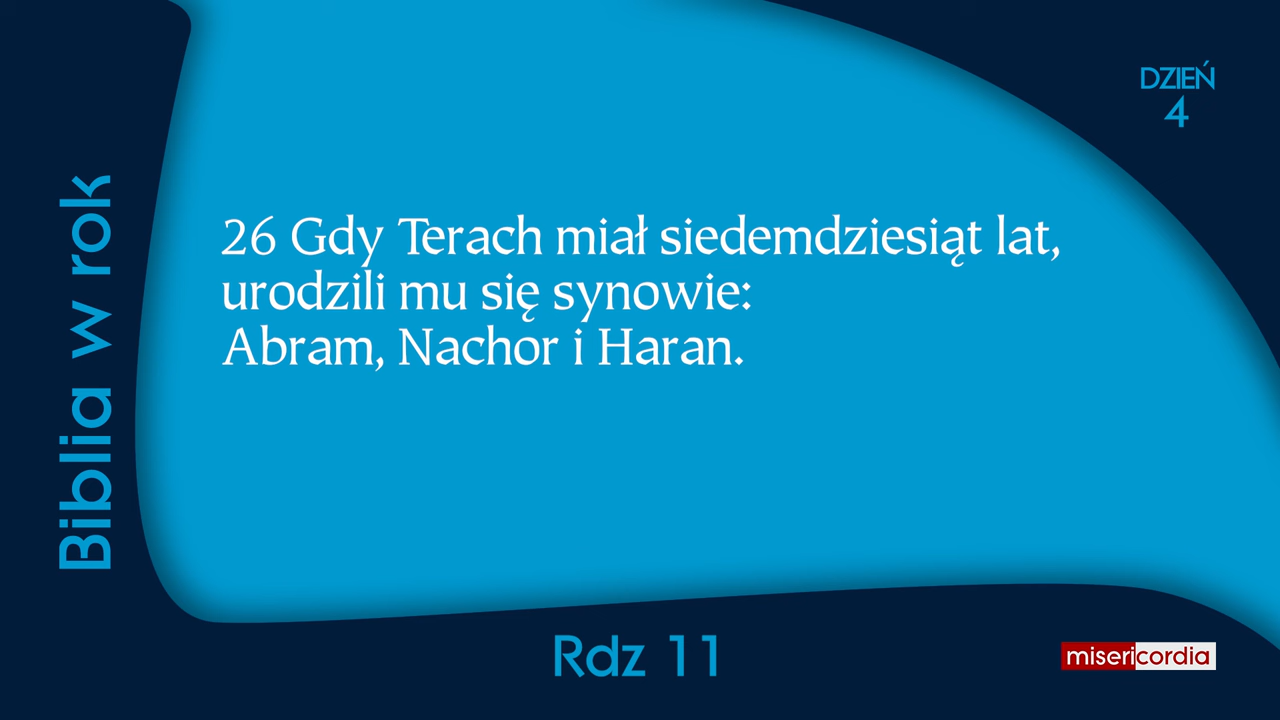 DZIEŃ
4
Biblia w rok
26 Gdy Terach miał siedemdziesiąt lat,
urodzili mu się synowie:
Abram, Nachor i Haran.
Rdz 11
misericordia